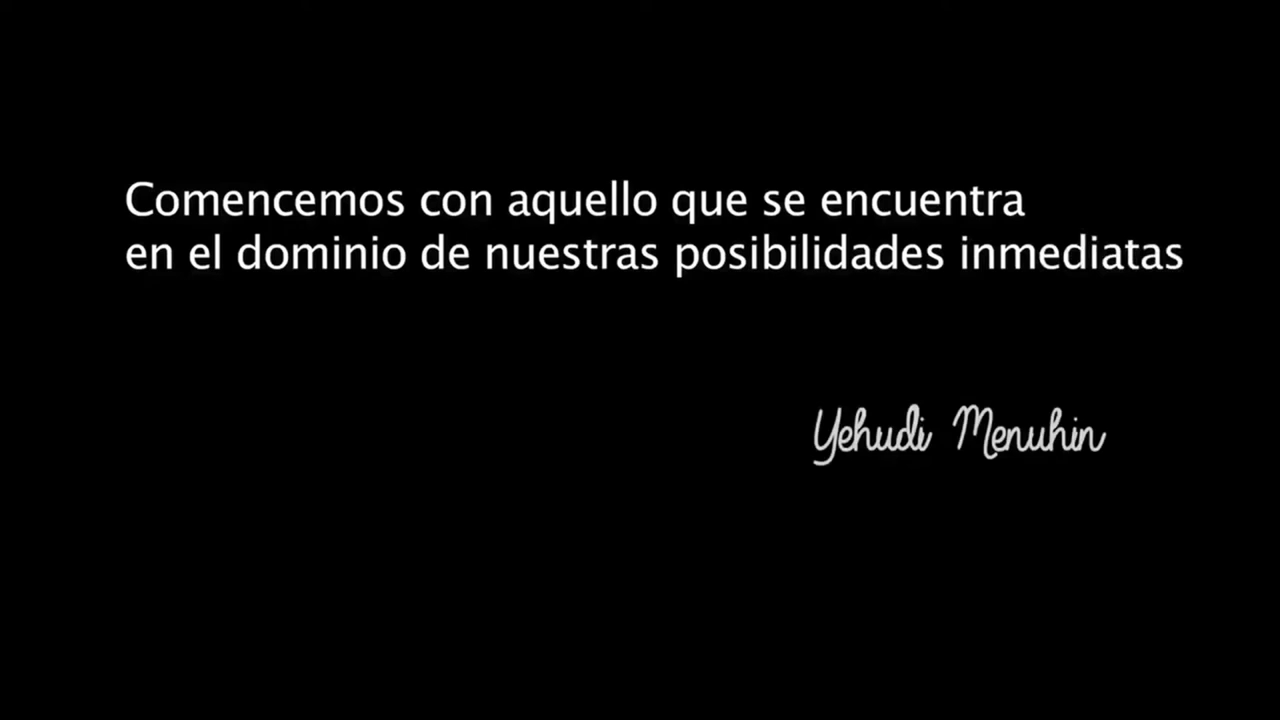 Comencemos con aquello que se encuentra
en el dominio de nuestras posibilidades inmediatas
Yehudi Menuhin